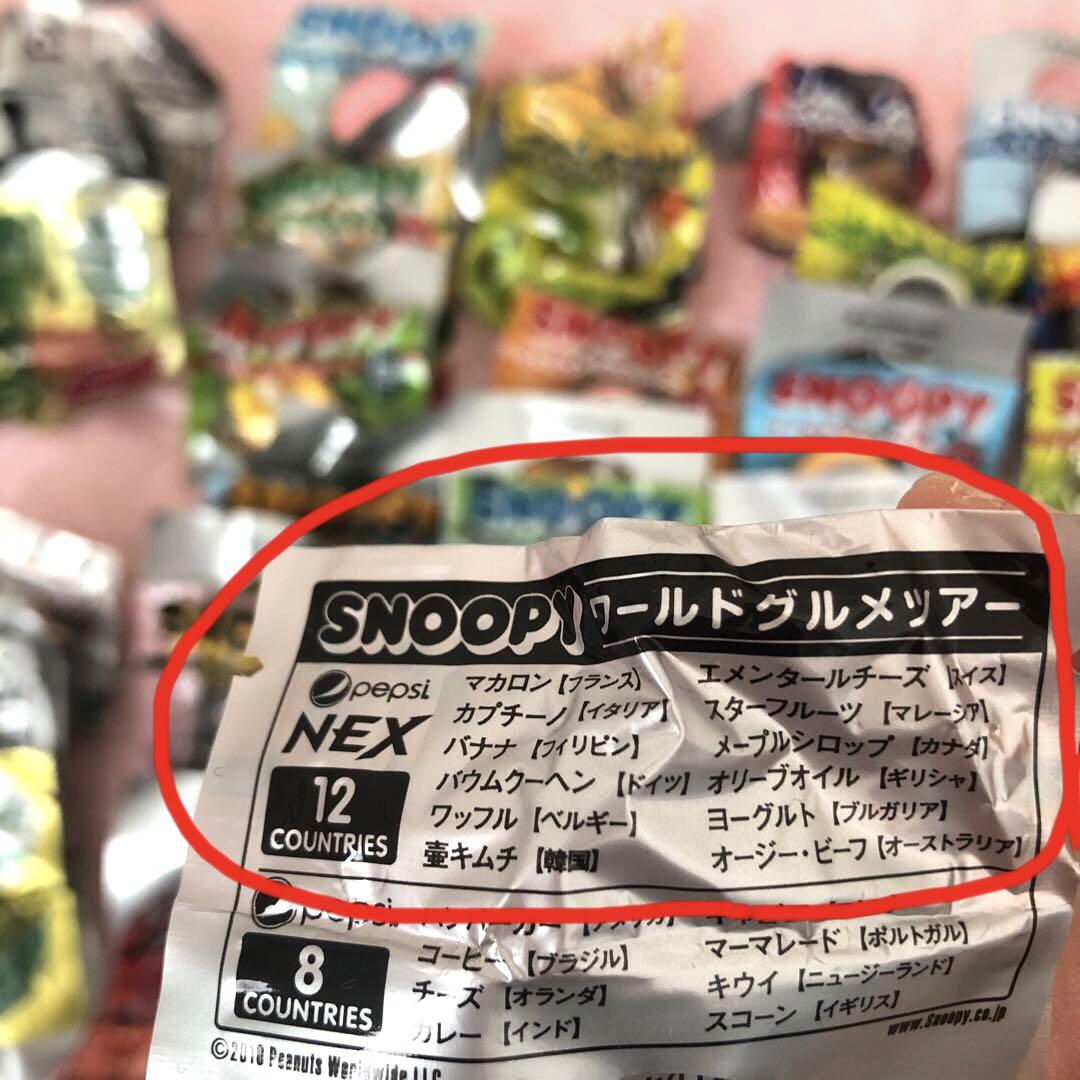 SNOOPY
SNOOPY
SNOOPY
SNOOPY ワールドグルメツアー
pepsi
NEX
12
COUNTRIES
マカロン【フランス】
カプチーノ【イタリア】
バナナ【フィリピン】
バウムクーヘン【ドイツ】
ワッフル【ベルギー】
壷キムチ【韓国】
エメンタールチーズ【スイス】
スターフルーツ【マレーシア】
メープルシロップ【カナダ】
オリーブオイル【ギリシャ】
ヨーグルト【ブルガリア】
オージー・ビーフ【オーストラリア】
pepsi
8
COUNTRIES
コーヒー【ブラジル】
チーズ【オランダ】
カレー【インド】
マーマレード【ポルトガル】
キウイ【ニュージーランド】
スコーン【イギリス】
www.Snoopy.co.jp
©2010 Peanuts Worldwide LLC